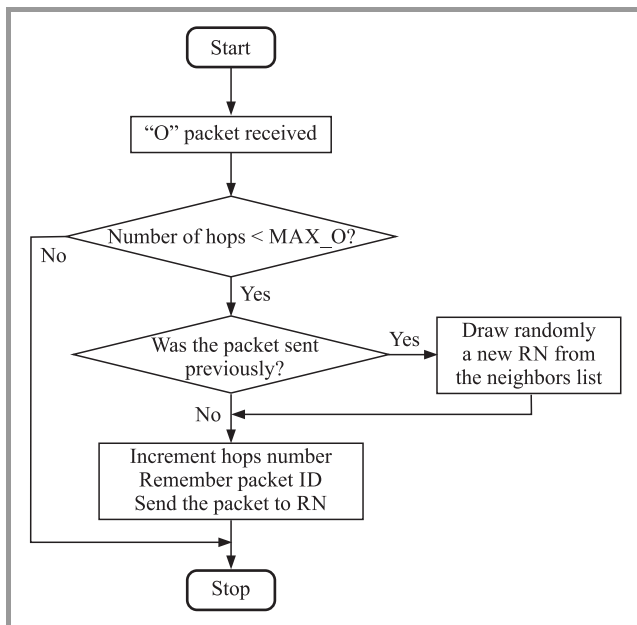 Start
“O” packet received
Number of hops < MAX_O?
No
Yes
Was the packet sent
previously?
Yes
Draw randomly
a new RN from
the neighbors list
No
Increment hops number
Remember packet ID
Send the packet to RN
Stop